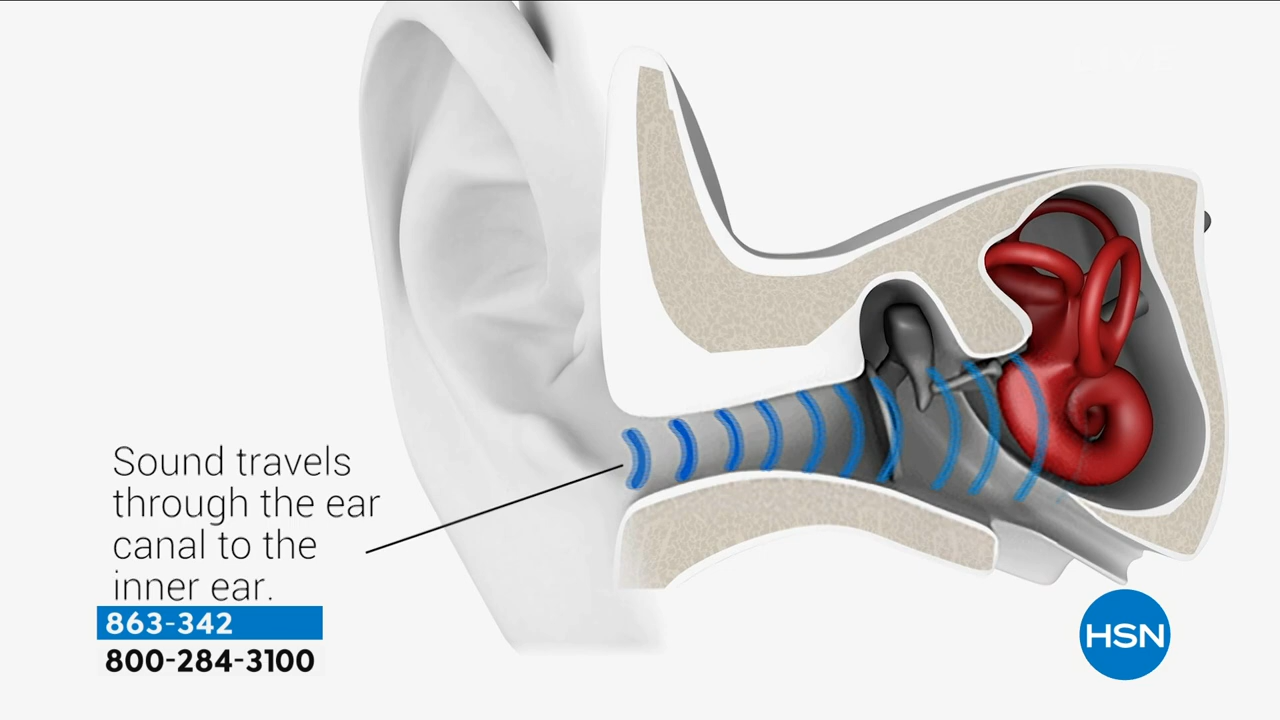 Sound travels
through the ear
canal to the
inner ear.
863-342
800-284-3100
HSN